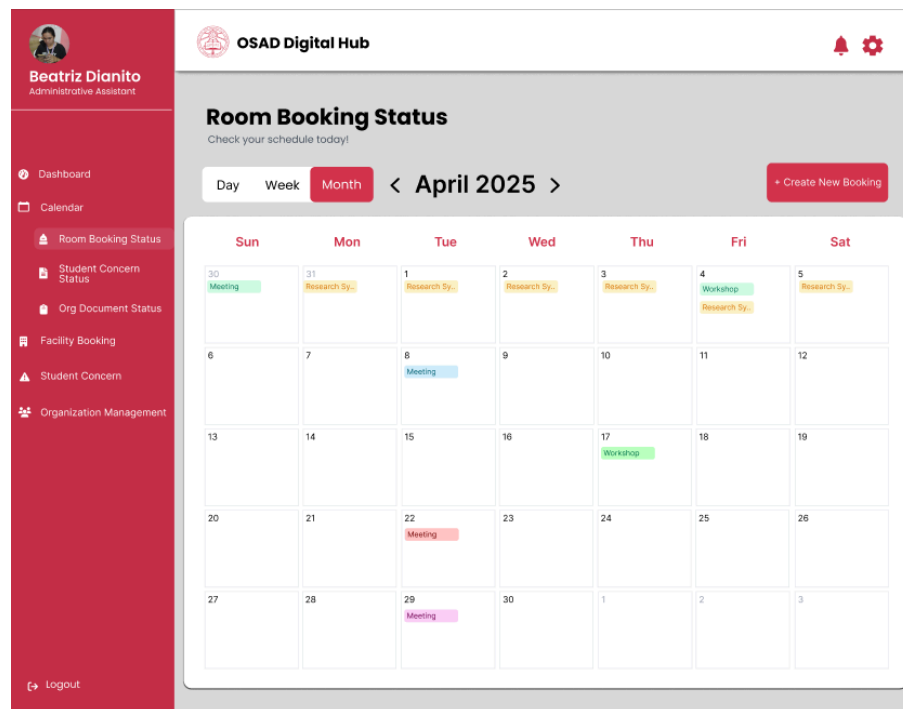 Beatriz Dianito
Administrative Assistant
Dashboard
Calendar
Room Booking Status
Student Concern
Status
Org Document Status
Facility Booking
Student Concern
Organization Management
Logout
OSAD Digital Hub
Room Booking Status
Check your schedule today!
Day Week Month < April 2025 >
+ Create New Booking
Sun Mon Tue Wed Thu Fri Sat
30 31 1 2 3 4 5
Meeting Research Sy... Research Sy... Research Sy... Research Sy... Workshop Research Sy...
Research Sy...
6 7 8 9 10 11 12
Meeting
13 14 15 16 17 18 19
Workshop
20 21 22 23 24 25 26
Meeting
27 28 29 30 1 2 3
Meeting